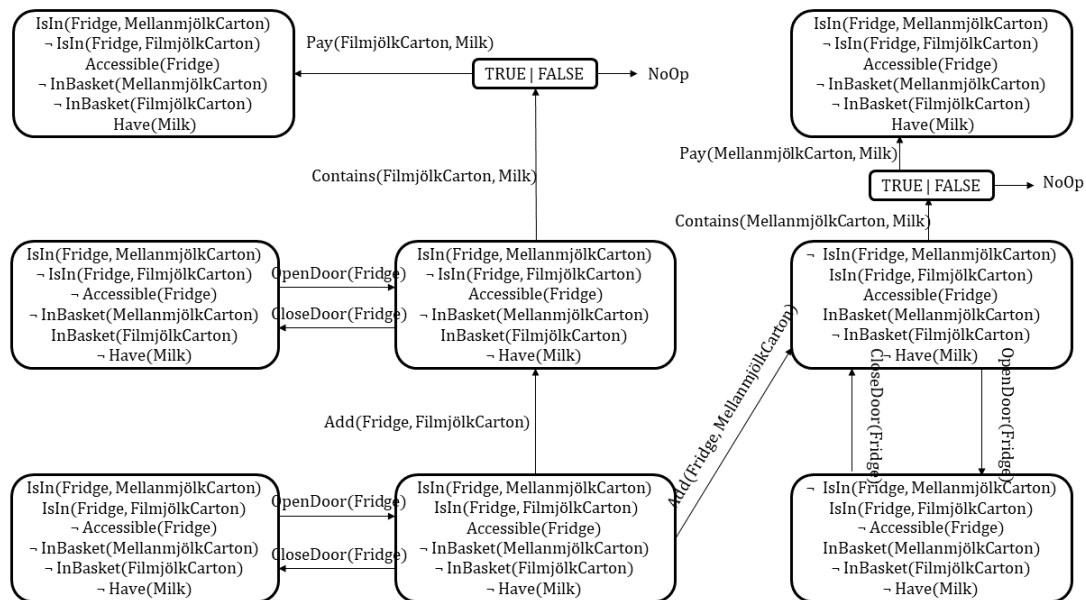 IsIn(Fridge, MellanmjölkCarton)
¬ IsIn(Fridge, FilmjölkCarton)
Accessible(Fridge)
¬ InBasket(MellanmjölkCarton)
¬ InBasket(FilmjölkCarton)
Have(Milk)
Pay(FilmjölkCarton, Milk)
TRUE | FALSE
NoOp
IsIn(Fridge, MellanmjölkCarton)
¬ IsIn(Fridge, FilmjölkCarton)
Accessible(Fridge)
¬ InBasket(MellanmjölkCarton)
¬ InBasket(FilmjölkCarton)
Have(Milk)
Pay(MellanmjölkCarton, Milk)
TRUE | FALSE
NoOp
Contains(FilmjölkCarton, Milk)
Contains(MellanmjölkCarton, Milk)
IsIn(Fridge, MellanmjölkCarton)
¬ IsIn(Fridge, FilmjölkCarton)
¬ Accessible(Fridge)
¬ InBasket(MellanmjölkCarton)
InBasket(FilmjölkCarton)
¬ Have(Milk)
OpenDoor(Fridge)
CloseDoor(Fridge)
IsIn(Fridge, MellanmjölkCarton)
¬ IsIn(Fridge, FilmjölkCarton)
Accessible(Fridge)
¬ InBasket(MellanmjölkCarton)
InBasket(FilmjölkCarton)
¬ Have(Milk)
¬ IsIn(Fridge, MellanmjölkCarton)
IsIn(Fridge, FilmjölkCarton)
Accessible(Fridge)
InBasket(MellanmjölkCarton)
¬ InBasket(FilmjölkCarton)
¬ Have(Milk)
Add(Fridge, FilmjölkCarton)
Add(Fridge, MellanmjölkCarton)
CloseDoor(Fridge)
OpenDoor(Fridge)
IsIn(Fridge, MellanmjölkCarton)
IsIn(Fridge, FilmjölkCarton)
¬ Accessible(Fridge)
¬ InBasket(MellanmjölkCarton)
¬ InBasket(FilmjölkCarton)
¬ Have(Milk)
OpenDoor(Fridge)
CloseDoor(Fridge)
IsIn(Fridge, MellanmjölkCarton)
IsIn(Fridge, FilmjölkCarton)
Accessible(Fridge)
¬ InBasket(MellanmjölkCarton)
¬ InBasket(FilmjölkCarton)
¬ Have(Milk)
¬ IsIn(Fridge, MellanmjölkCarton)
IsIn(Fridge, FilmjölkCarton)
¬ Accessible(Fridge)
InBasket(MellanmjölkCarton)
¬ InBasket(FilmjölkCarton)
¬ Have(Milk)